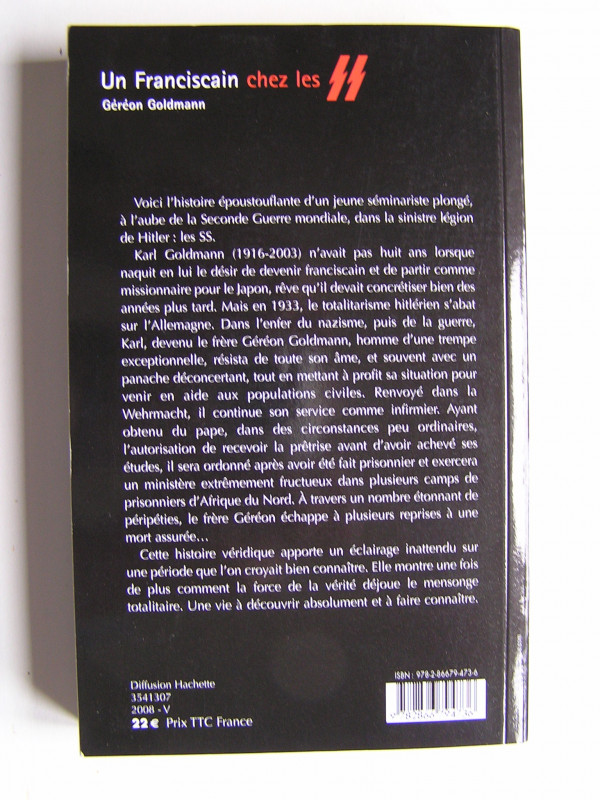 Un Franciscain chez les SS
Géréon Goldmann
Voici l'histoire époustouflante d'un jeune séminariste plongé,
à l'aube de la Seconde Guerre mondiale, dans la sinistre légion
de Hitler : les SS.
Karl Goldmann (1916-2003) n'avait pas huit ans lorsque
naquit en lui le désir de devenir franciscain et de partir comme
missionnaire pour le Japon, rêve qu'il devait concrétiser bien des
années plus tard. Mais en 1933, le totalitarisme hitlérien s'abat
sur l'Allemagne. Dans l'enfer du nazisme, puis de la guerre,
Karl, devenu le frère Géréon Goldmann, homme d'une trempe
exceptionnelle, résista de toute son âme, et souvent avec un
panache déconcertant, tout en mettant à profit sa situation pour
venir en aide aux populations civiles. Renvoyé dans la
Wehrmacht, il continue son service comme infirmier. Ayant
obtenu du pape, dans des circonstances peu ordinaires,
l'autorisation de recevoir la prêtrise avant d'avoir achevé ses
études, il sera ordonné après avoir été fait prisonnier et exercera
un ministère extrêmement fructueux dans plusieurs camps de
prisonniers d'Afrique du Nord. À travers un nombre étonnant de
péripéties, le frère Géréon échappe à plusieurs reprises à une
mort assurée…
Cette histoire véridique apporte un éclairage inattendu sur
une période que l'on croyait bien connaître. Elle montre une fois
de plus comment la force de la vérité déjoue le mensonge
totalitaire. Une vie à découvrir absolument et à faire connaître.
Diffusion Hachette
3541307
2008 - V
22 € Prix TTC France
ISBN : 978-2-86679-473-6
9 782866 794736